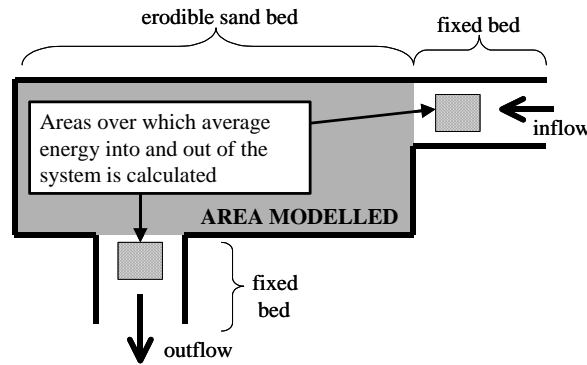 erodible sand bed
fixed bed
Areas over which average
energy into and out of the
system is calculated
inflow
AREA MODELLED
fixed
bed
outflow